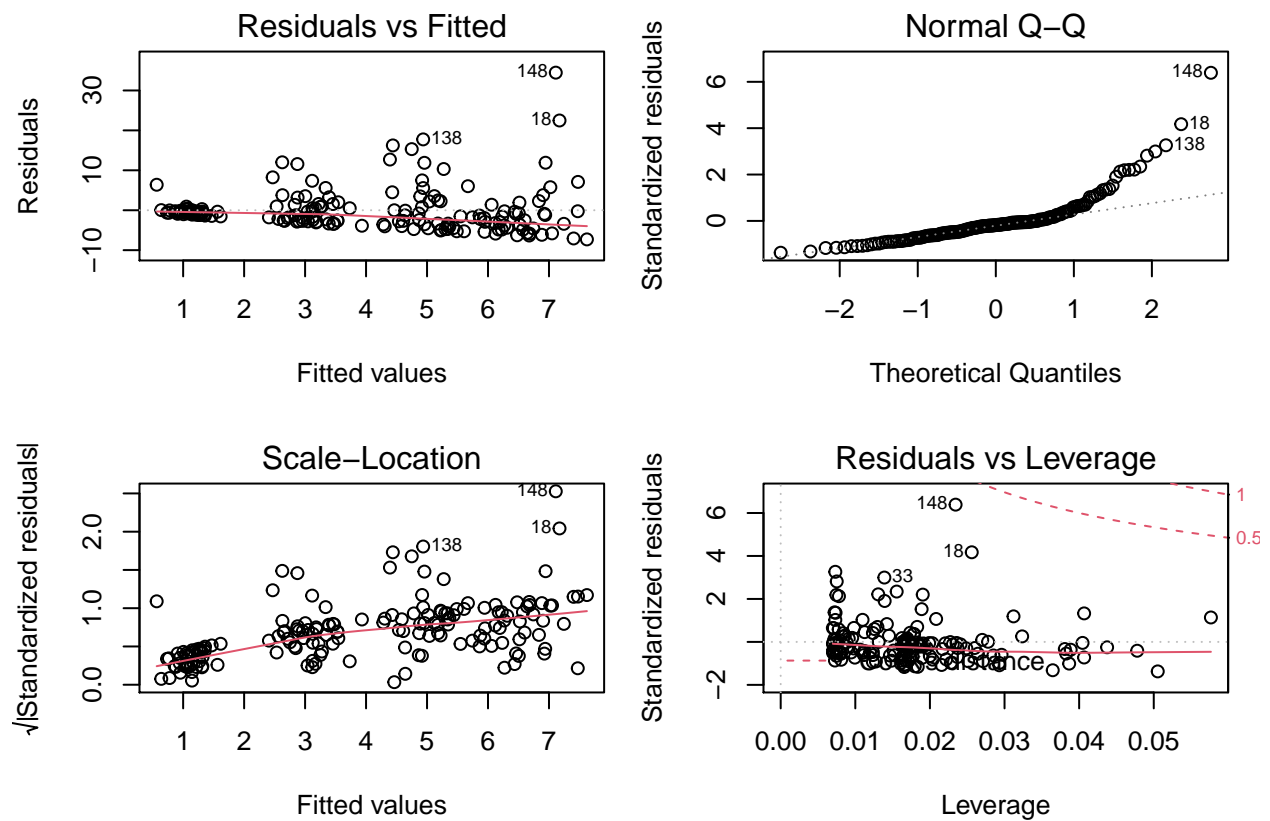 Residuals vs Fitted
Residuals
30
10
−10
148
18
138
1 2 3 4 5 6 7
Fitted values
Normal Q−Q
Standardized residuals
6
4
2
0
148
18
138
−2 −1 0 1 2
Theoretical Quantiles
Scale−Location
√|Standardized residuals|
2.0
1.0
0.0
148
18
138
1 2 3 4 5 6 7
Fitted values
Residuals vs Leverage
Standardized residuals
6
4
2
0
−2
148
18
33
1
0.5
0.00 0.01 0.02 0.03 0.04 0.05
Leverage